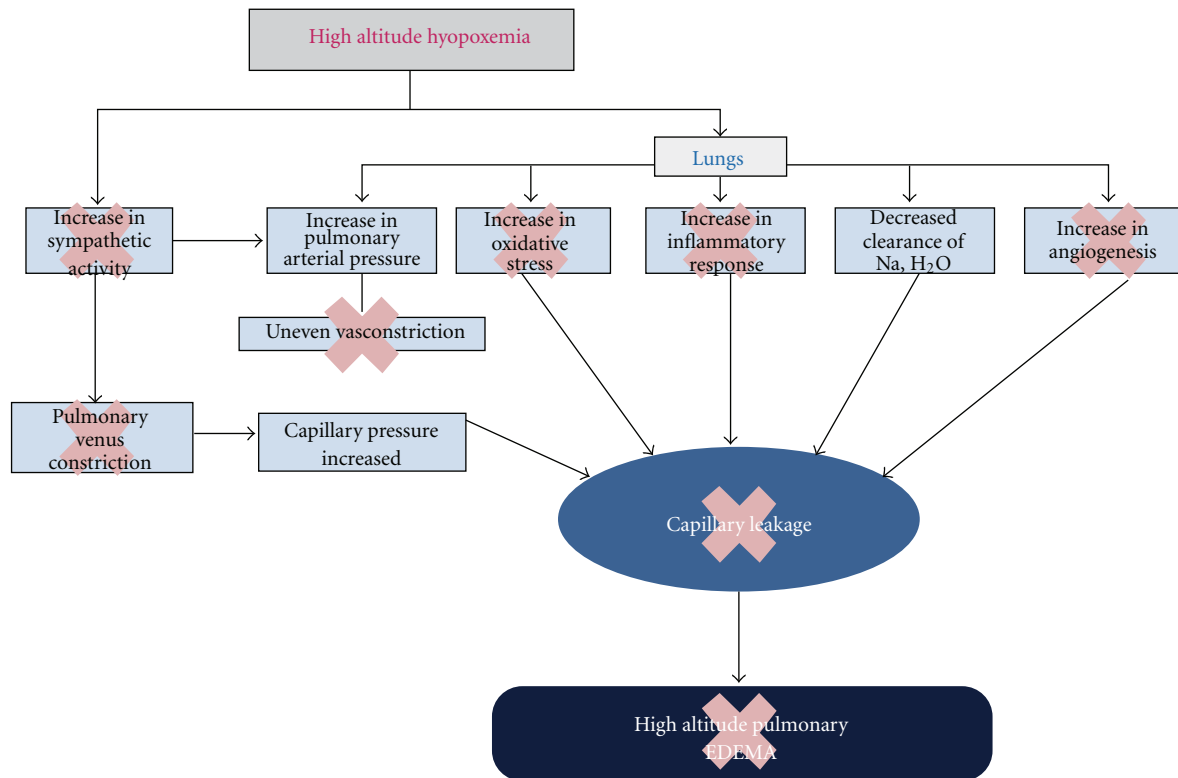 High altitude hyopoxemia
Lungs
Increase in
sympathetic
activity
Increase in
pulmonary
arterial pressure
Increase in
oxidative
stress
Increase in
inflammatory
response
Decreased
clearance of
Na, H₂O
Increase in
angiogenesis
Uneven vasconstriction
Pulmonary
venus
constriction
Capillary pressure
increased
Capillary leakage
High altitude pulmonary
EDEMA